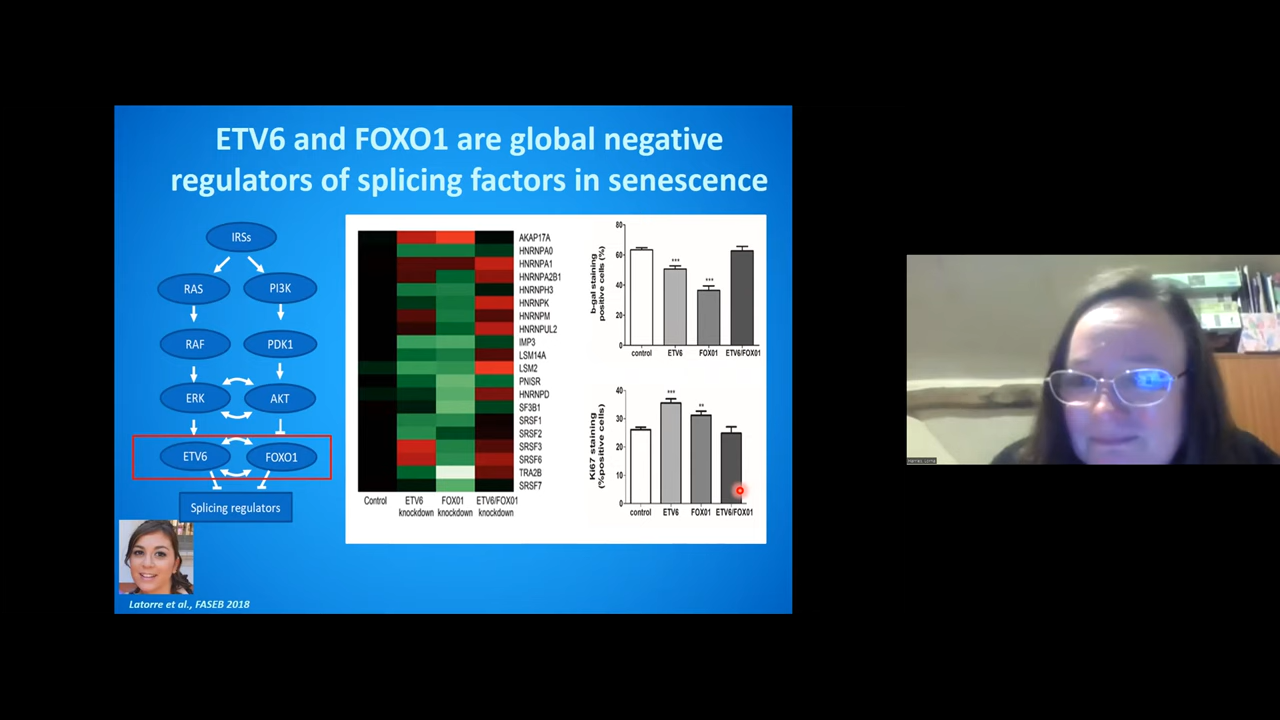 ETV6 and FOXO1 are global negative
regulators of splicing factors in senescence
IRSs
RAS
PI3K
RAF
PDK1
ERK
AKT
ETV6
FOXO1
Splicing regulators
Latorre et al., FASEB 2018
AKAP17A
HNRNPA0
HNRNPA1
HNRNPA2B1
HNRNPH3
HNRNPK
HNRNPM
HNRNPUL2
IMP3
LSM14A
LSM2
PNISR
HNRNPD
SF3B1
SRSF1
SRSF2
SRSF3
SRSF6
TRA2B
SRSF7
Control
ETV6
knockdown
FOXO1
knockdown
ETV6/FOXO1
knockdown
b-gal staining
positive cells (%)
80
60
40
20
0
***
***
control
ETV6
FOXO1
ETV6/FOXO1
Ki67 staining
(%positive cells)
40
30
20
10
0
***
**
control
ETV6
FOXO1
ETV6/FOXO1